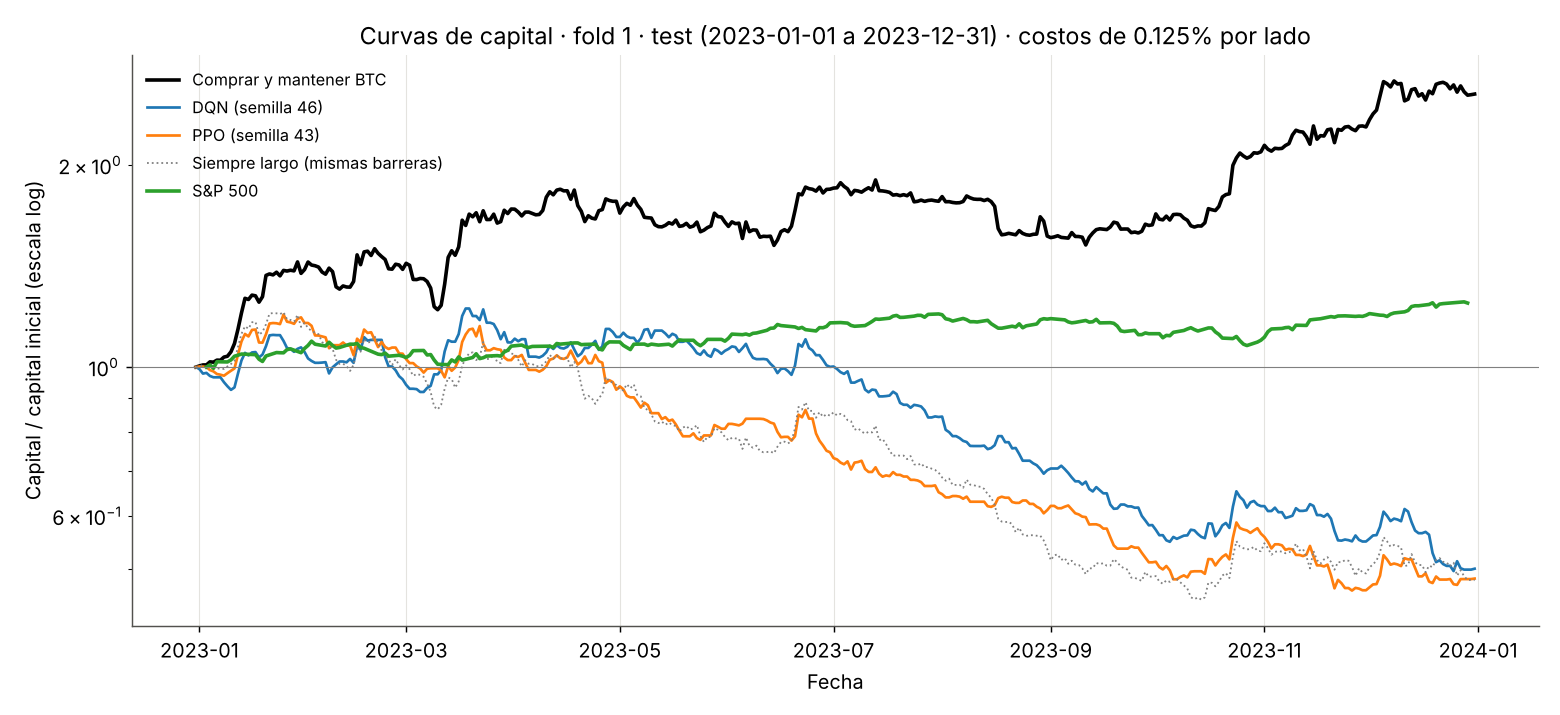 Curvas de capital · fold 1 · test (2023-01-01 a 2023-12-31) · costos de 0.125% por lado
Comprar y mantener BTC
DQN (semilla 46)
PPO (semilla 43)
Siempre largo (mismas barreras)
S&P 500
Capital / capital inicial (escala log)
2 × 10⁰
10⁰
6 × 10⁻¹
2023-01
2023-03
2023-05
2023-07
2023-09
2023-11
2024-01
Fecha